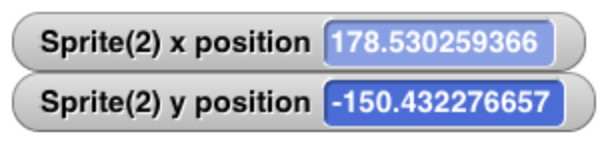 Sprite(2) x position 178.530259366
Sprite(2) y position -150.432276657